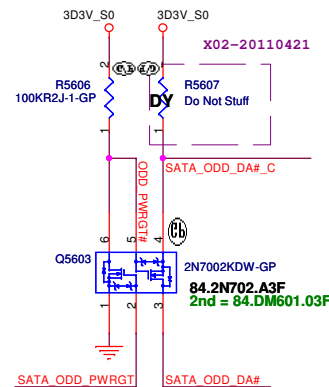 3D3V_S0
3D3V_S0
X02-20110421
2
2
R5606
100KR2J-1-GP
R5607
DY
Do Not Stuff
1
1
SATA_ODD_DA#_C
ODD_PWRGT#
6
5
4
Q5603
2N7002KDW-GP
84.2N702.A3F
2nd = 84.DM601.03F
1
2
3
SATA_ODD_PWRGT
SATA_ODD_DA#